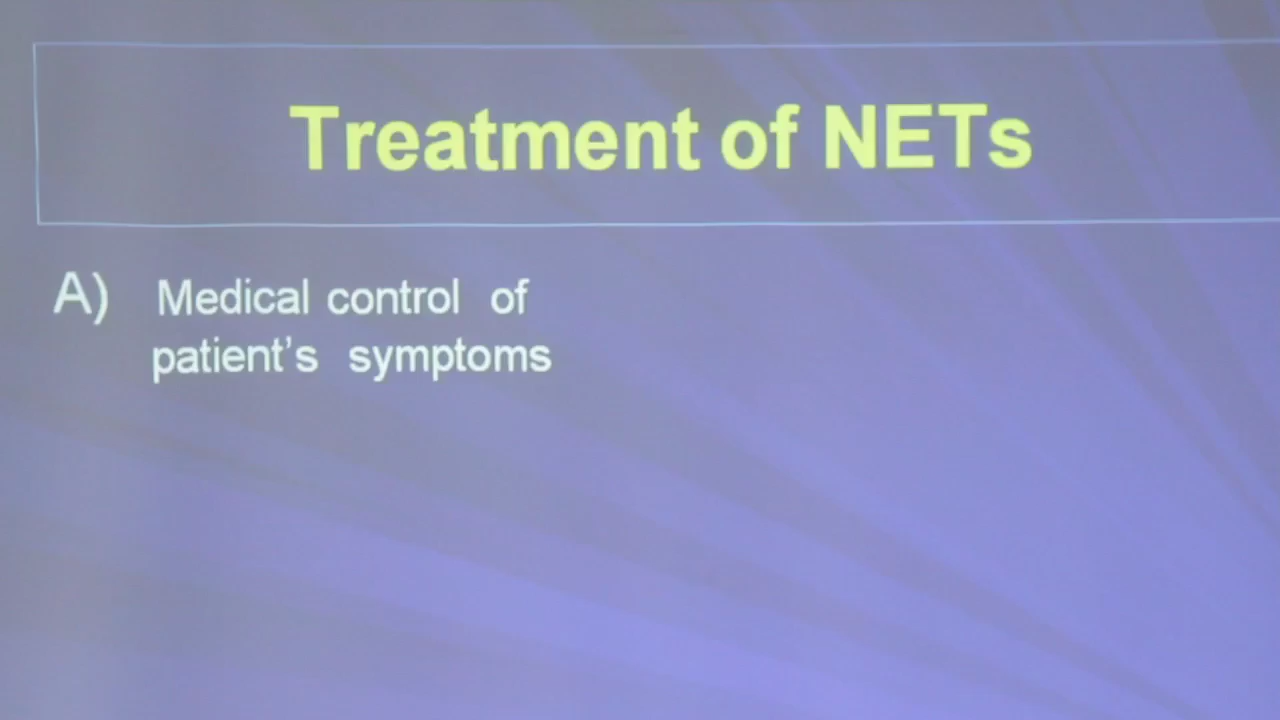 Treatment of NETs
A) Medical control of
patient's symptoms